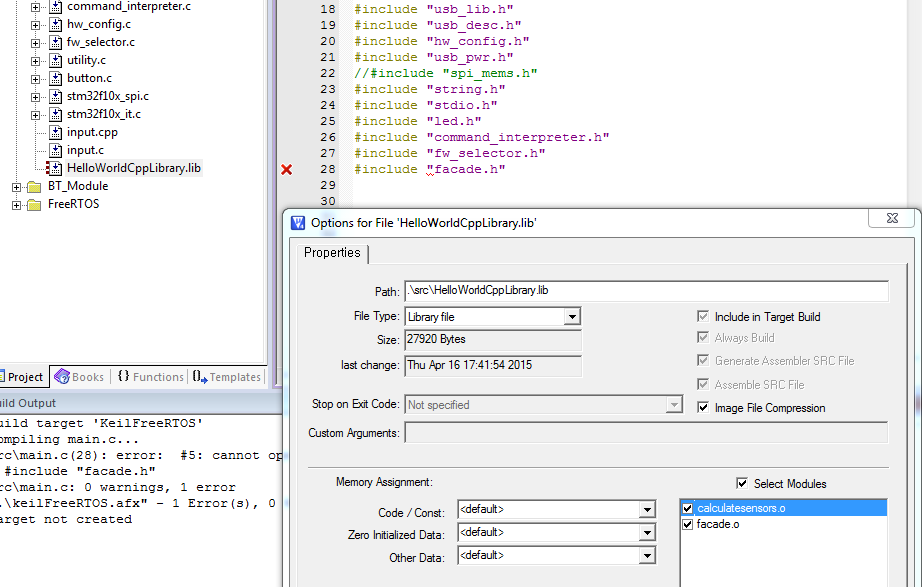 command_interpreter.c
hw_config.c
fw_selector.c
utility.c
button.c
stm32f10x_spi.c
stm32f10x_it.c
input.cpp
input.c
HelloWorldCppLibrary.lib
BT_Module
FreeRTOS
18 #include "usb_lib.h"
19 #include "usb_desc.h"
20 #include "hw_config.h"
21 #include "usb_pwr.h"
22 //#include "spi_mems.h"
23 #include "string.h"
24 #include "stdio.h"
25 #include "led.h"
26 #include "command_interpreter.h"
27 #include "fw_selector.h"
28 #include "facade.h"
29
30
Project Books {} Functions Templates
uild Output
uild target 'KeilFreeRTOS'
ompiling main.c...
rc\main.c(28): error: #5: cannot op
#include "facade.h"
rc\main.c: 0 warnings, 1 error
.\keilFreeRTOS.afx" - 1 Error(s), 0
arget not created
Options for File 'HelloWorldCppLibrary.lib'
Properties
Path: .\src\HelloWorldCppLibrary.lib
File Type: Library file
Size: 27920 Bytes
last change: Thu Apr 16 17:41:54 2015
Include in Target Build
Always Build
Generate Assembler SRC File
Assemble SRC File
Image File Compression
Stop on Exit Code: Not specified
Custom Arguments:
Memory Assignment:
Code / Const: <default>
Zero Initialized Data: <default>
Other Data: <default>
Select Modules
calculatesensors.o
facade.o